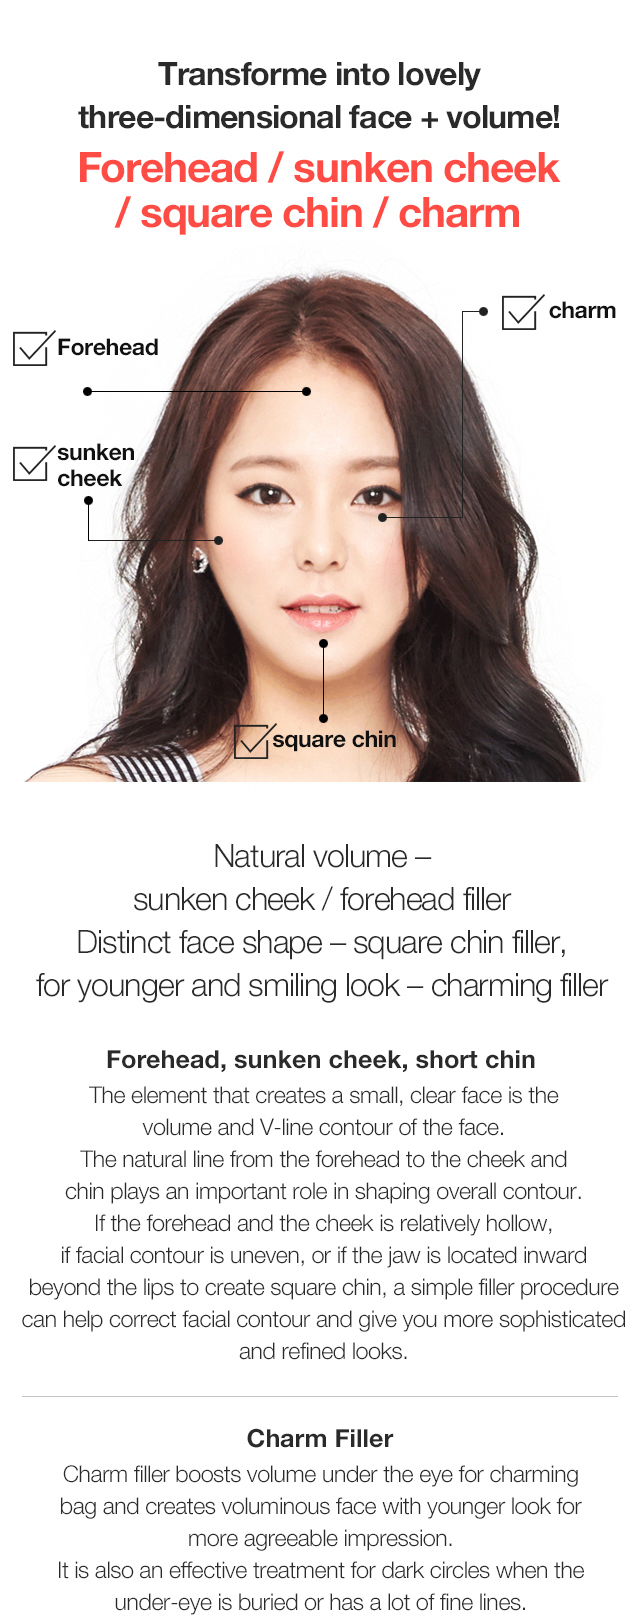 Transforme into lovely
three-dimensional face + volume!
Forehead / sunken cheek
/ square chin / charm
charm
Forehead
sunken
cheek
square chin
Natural volume –
sunken cheek / forehead filler
Distinct face shape – square chin filler,
for younger and smiling look – charming filler
Forehead, sunken cheek, short chin
The element that creates a small, clear face is the
volume and V-line contour of the face.
The natural line from the forehead to the cheek and
chin plays an important role in shaping overall contour.
If the forehead and the cheek is relatively hollow,
if facial contour is uneven, or if the jaw is located inward
beyond the lips to create square chin, a simple filler procedure
can help correct facial contour and give you more sophisticated
and refined looks.
Charm Filler
Charm filler boosts volume under the eye for charming
bag and creates voluminous face with younger look for
more agreeable impression.
It is also an effective treatment for dark circles when the
under-eye is buried or has a lot of fine lines.